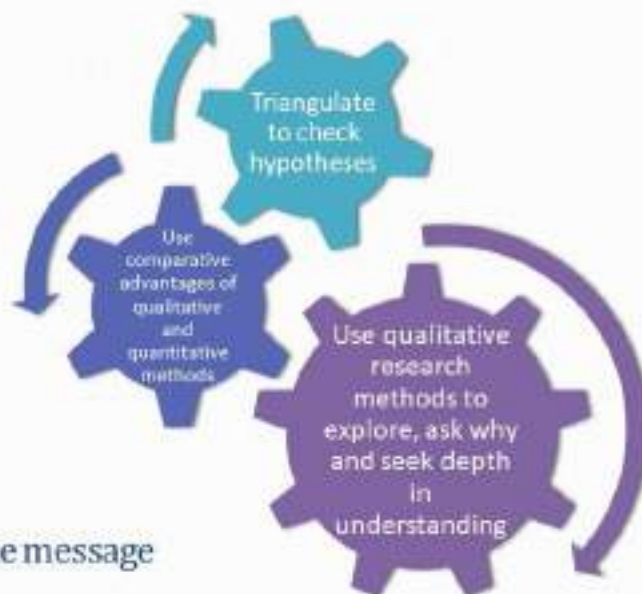 Triangulate
to check
hypotheses
Use
comparative
advantages of
qualitative
and
quantitative
methods
Use qualitative
research
methods to
explore, ask why
and seek depth
in
understanding
e message